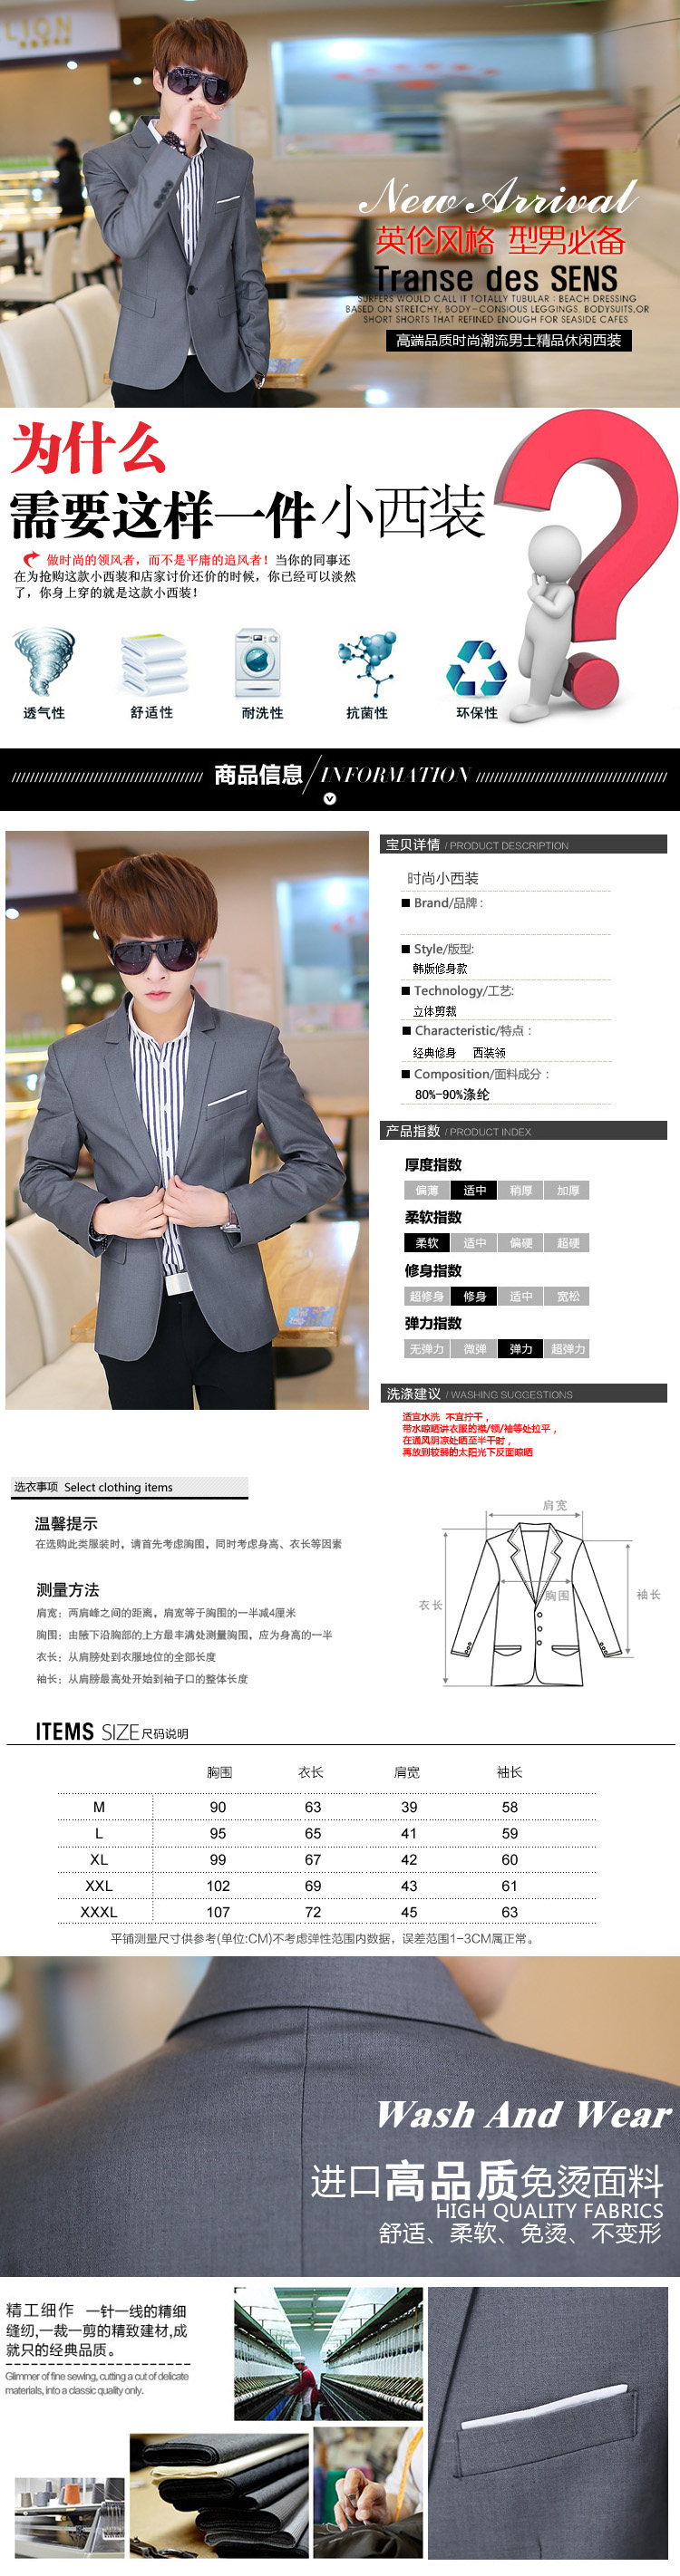 LION
New Arrival
英伦风格 型男必备
Transe des SENS
SURFERS WOULD CALL IT TOTALLY TUBULAR : BEACH DRESSING
BASED ON STRETCHY, BODY-CONSIOUS LEGGINGS, BODYSUITS,OR
SHORT SHORTS THAT REFINED ENOUGH FOR SEASIDE CAFES
高端品质时尚潮流男士精品休闲西装
为什么
需要这样一件小西装
做时尚的领风者，而不是平庸的追风者！当你的同事还
在为抢购这款小西装和店家讨价还价的时候，你已经可以淡然
了，你身上穿的就是这款小西装！
透气性 舒适性 耐洗性 抗菌性 环保性
商品信息/INFORMATION
宝贝详情 / PRODUCT DESCRIPTION
时尚小西装
■ Brand/品牌：
■ Style/版型:
韩版修身款
■ Technology/工艺:
立体剪裁
■ Characteristic/特点：
经典修身 西装领
■ Composition/面料成分：
80%-90%涤纶
产品指数 / PRODUCT INDEX
厚度指数
偏薄 适中 稍厚 加厚
柔软指数
柔软 适中 偏硬 超硬
修身指数
超修身 修身 适中 宽松
弹力指数
无弹力 微弹 弹力 超弹力
洗涤建议 / WASHING SUGGESTIONS
适宜水洗 不宜拧干，
带水晾晒讲衣服的襟/领/袖等处拉平，
在通风阴凉处晒至半干时，
再放到较弱的太阳光下反面晾晒
选衣事项 Select clothing items
温馨提示
在选购此类服装时，请首先考虑胸围，同时考虑身高、衣长等因素
测量方法
肩宽：两肩峰之间的距离，肩宽等于胸围的一半减4厘米
胸围：由腋下沿胸部的上方最丰满处测量胸围，应为身高的一半
衣长：从肩膀处到衣服地位的全部长度
袖长：从肩膀最高处开始到袖子口的整体长度
肩宽
胸围
衣长
袖长
ITEMS SIZE 尺码说明
胸围 衣长 肩宽 袖长
M 90 63 39 58
L 95 65 41 59
XL 99 67 42 60
XXL 102 69 43 61
XXXL 107 72 45 63
平铺测量尺寸供参考(单位:CM)不考虑弹性范围内数据，误差范围1-3CM属正常。
Wash And Wear
进口高品质免烫面料
HIGH QUALITY FABRICS
舒适、柔软、免烫、不变形
精工细作 一针一线的精细
缝纫,一裁一剪的精致建材,成
就只的经典品质。
Glimmer of fine sewing, cutting a cut of delicate
materials, into a classic quality only.